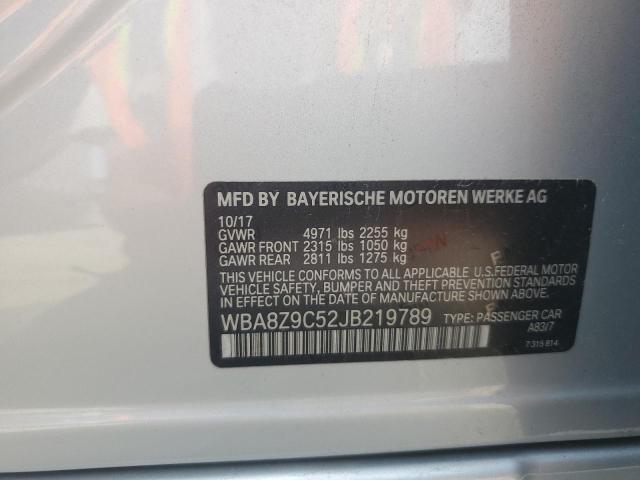 MFD BY BAYERISCHE MOTOREN WERKE AG
10/17
GVWR 4971 lbs 2255 kg
GAWR FRONT 2315 lbs 1050 kg
GAWR REAR 2811 lbs 1275 kg
THIS VEHICLE CONFORMS TO ALL APPLICABLE U.S.FEDERAL MOTOR
VEHICLE SAFETY, BUMPER AND THEFT PREVENTION STANDARDS
IN EFFECT ON THE DATE OF MANUFACTURE SHOWN ABOVE.
WBA8Z9C52JB219789 TYPE: PASSENGER CAR
A83/7
7 315 814